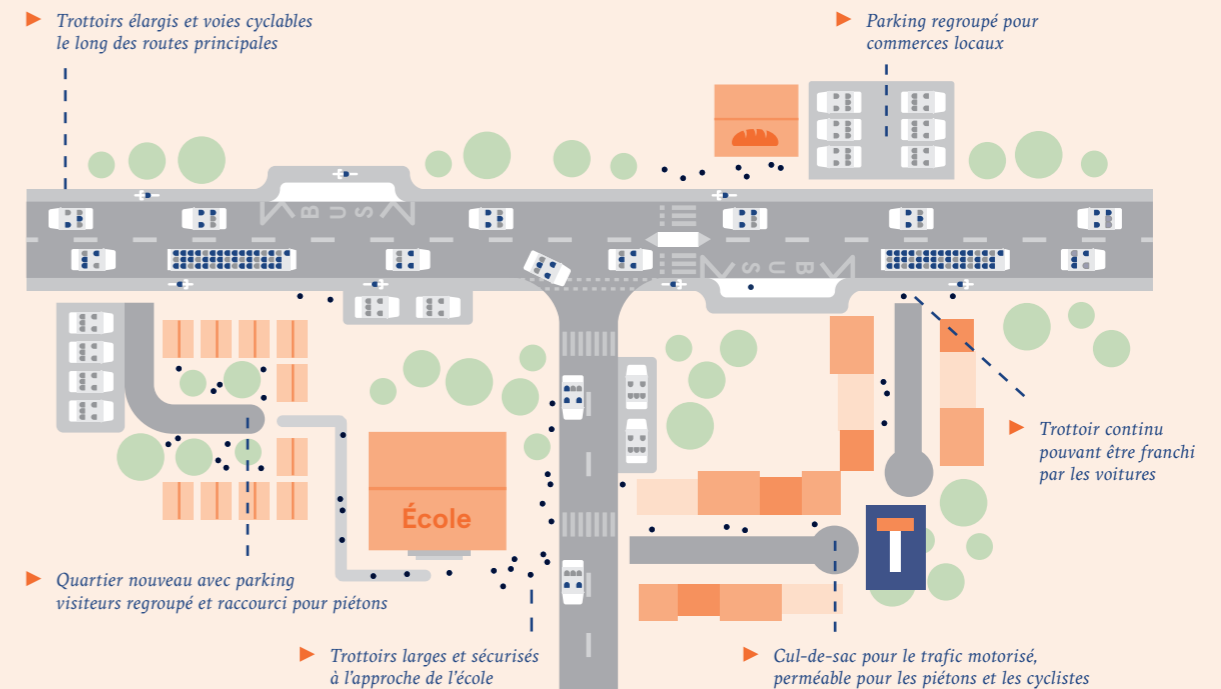 Trottoirs élargis et voies cyclables
le long des routes principales
Parking regroupé pour
commerces locaux
BUS
BUS
Trottoir continu
pouvant être franchi
par les voitures
École
Quartier nouveau avec parking
visiteurs regroupé et raccourci pour piétons
Trottoirs larges et sécurisés
à l'approche de l'école
Cul-de-sac pour le trafic motorisé,
perméable pour les piétons et les cyclistes